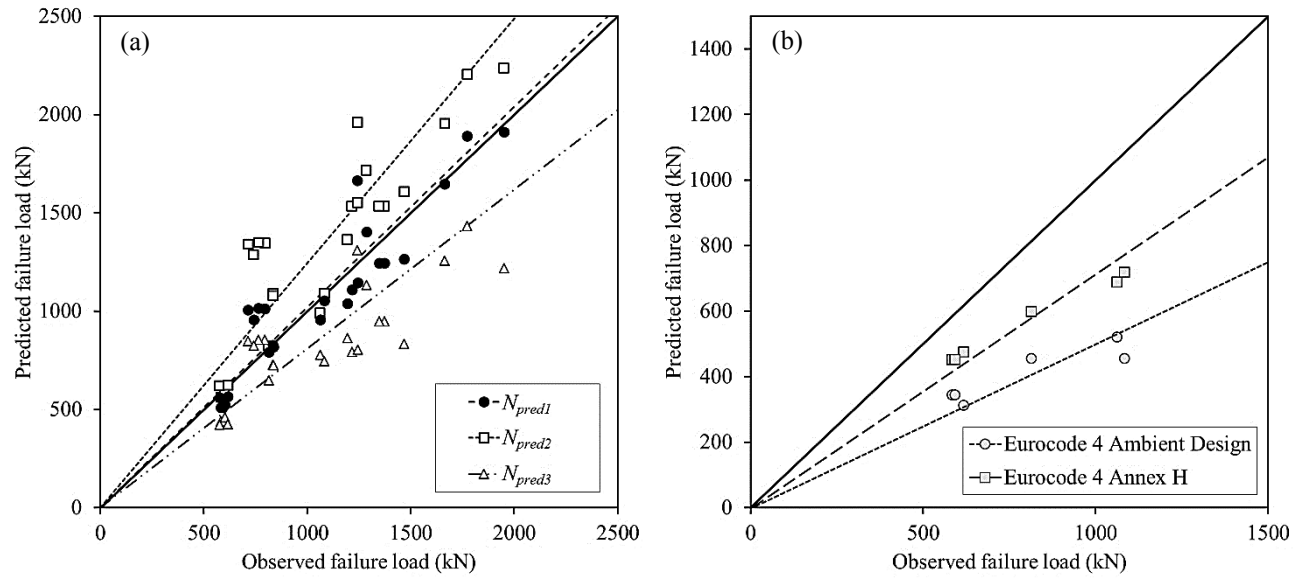 (a)
Predicted failure load (kN)
2500
2000
1500
1000
500
0
0 500 1000 1500 2000 2500
Observed failure load (kN)
N_pred1
N_pred2
N_pred3
(b)
Predicted failure load (kN)
1400
1200
1000
800
600
400
200
0
0 500 1000 1500
Observed failure load (kN)
Eurocode 4 Ambient Design
Eurocode 4 Annex H